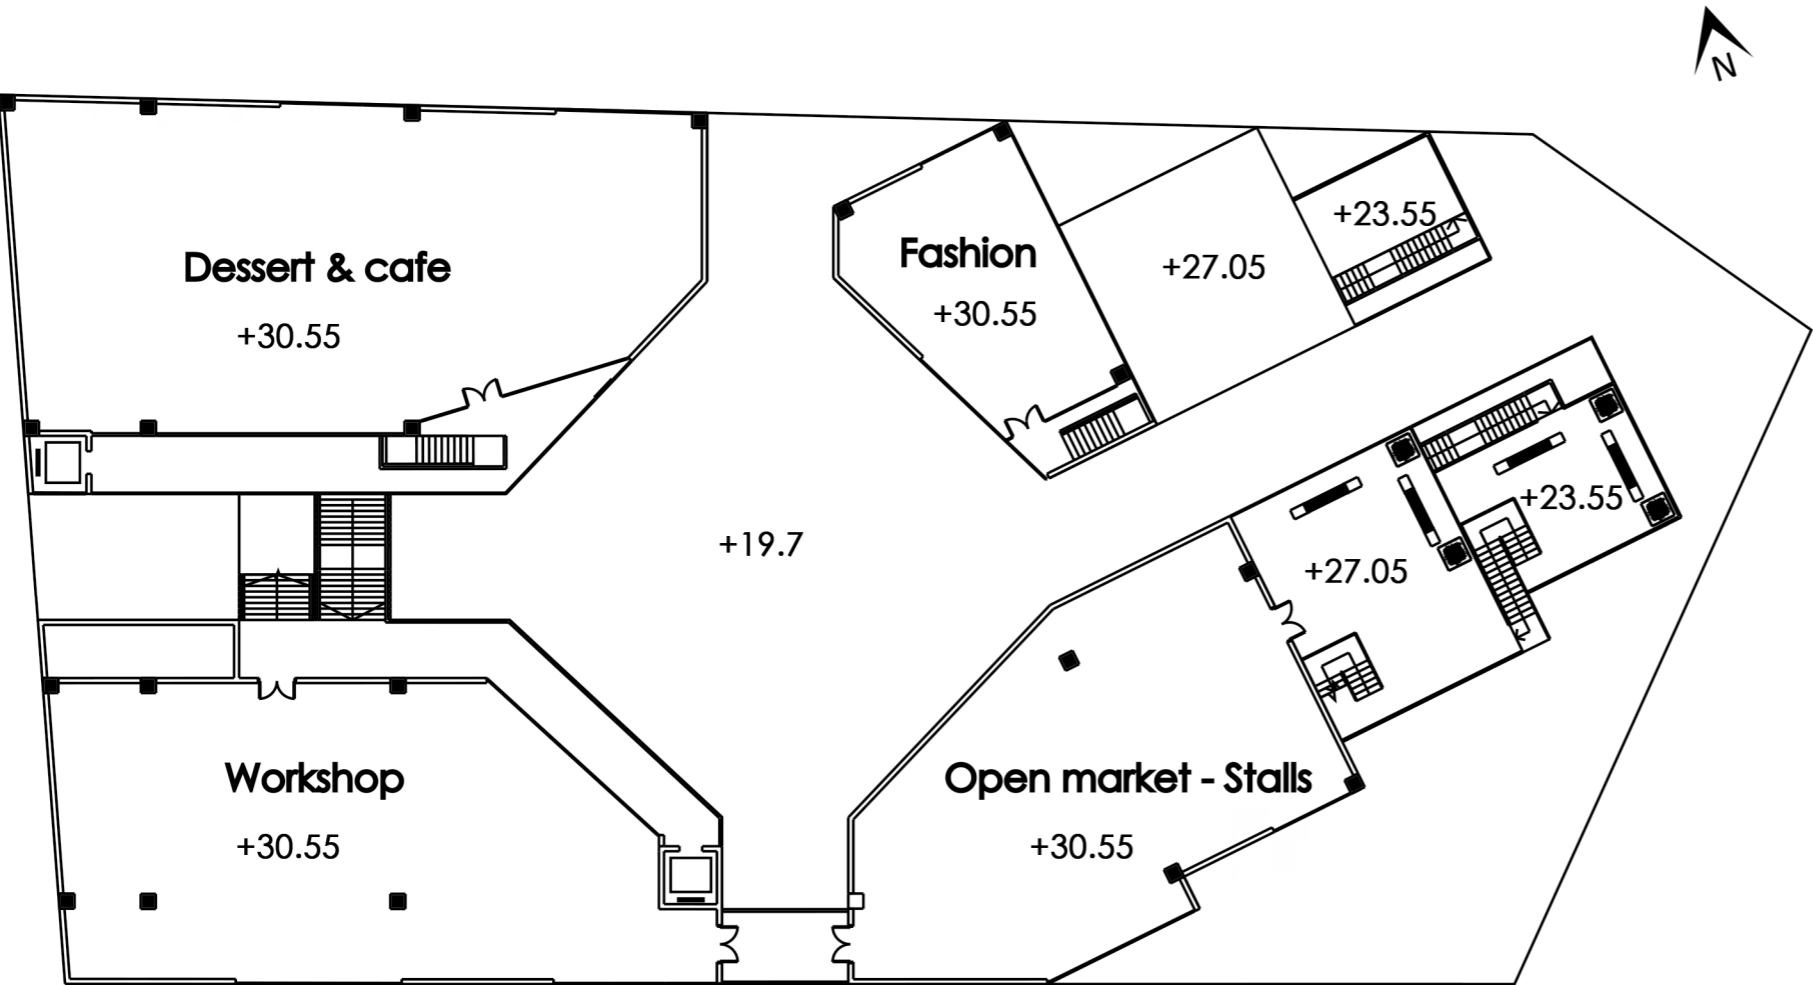 N
+23.55
Dessert & cafe
+30.55
Fashion
+30.55
+27.05
+19.7
+23.55
+27.05
Workshop
+30.55
Open market - Stalls
+30.55